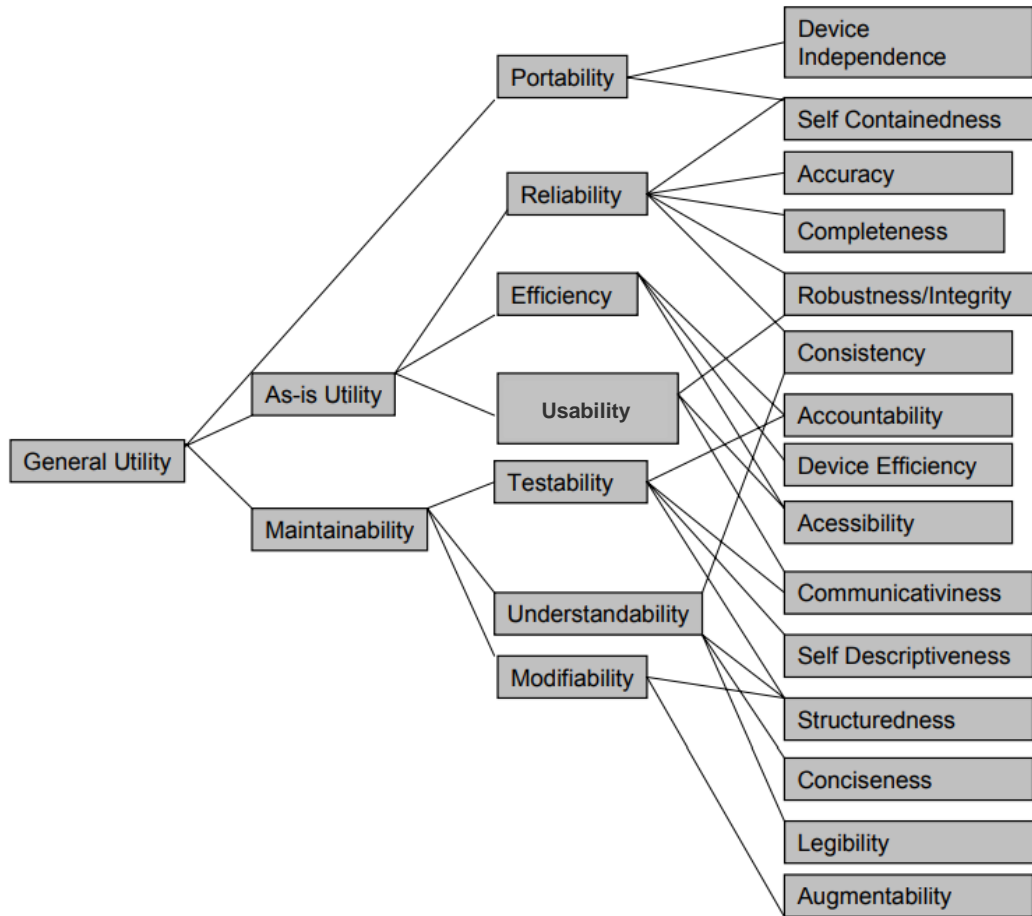 General Utility
As-is Utility
Maintainability
Portability
Reliability
Efficiency
Usability
Testability
Understandability
Modifiability
Device
Independence
Self Containedness
Accuracy
Completeness
Robustness/Integrity
Consistency
Accountability
Device Efficiency
Acessibility
Communicativiness
Self Descriptiveness
Structuredness
Conciseness
Legibility
Augmentability